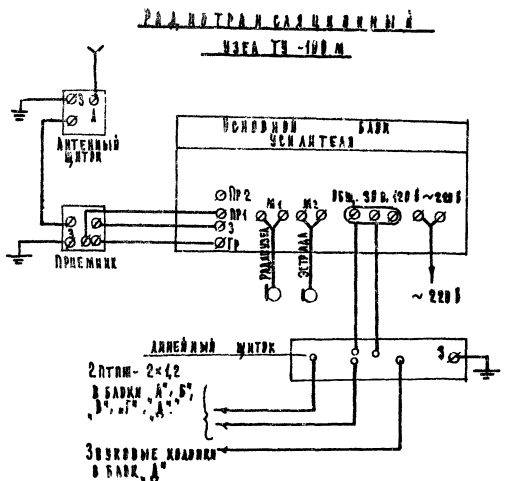 РАДИОТРАНСЛЯЦИОННЫЙ
УЗЕЛ ТУ-100 М
З
А
АНТЕННЫЙ
ЩИТОК
ОСНОВНОЙ БЛОК
УСИЛИТЕЛЯ
ПР2
ПР1
З
ГР
М1
М2
ОБЩ. 30 В. 120 В ~220 В
РАДИОУЗЕЛ
ЭСТРАДА
З
ПРИЕМНИК
~ 220 В
ЛИНЕЙНЫЙ ЩИТОК
З
2 ПТПЖ- 2×1,2
В БЛОКИ „А", Б",
„В", „Г", „Д".
ЗВУКОВЫЕ КОЛОНКИ
В БЛОК „Д"